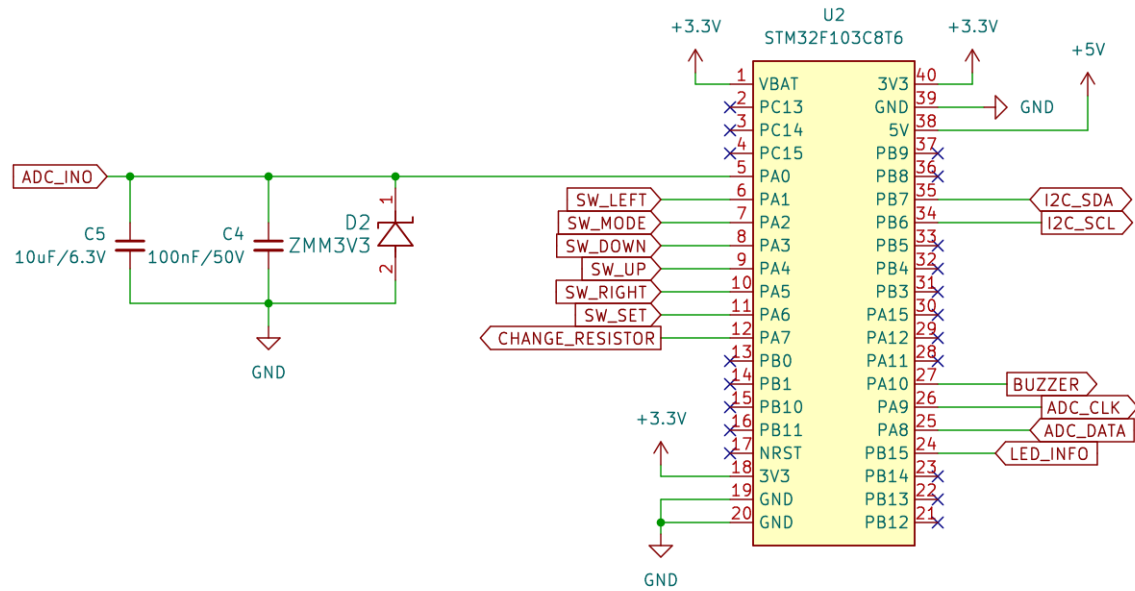 U2
STM32F103C8T6
+3.3V
+3.3V
+5V
1 VBAT
3V3 40
2 PC13
GND 39
GND
3 PC14
5V 38
4 PC15
PB9 37
ADC_IN0
5 PA0
PB8 36
SW_LEFT
6 PA1
PB7 35
I2C_SDA
SW_MODE
7 PA2
PB6 34
I2C_SCL
SW_DOWN
8 PA3
PB5 33
SW_UP
9 PA4
PB4 32
SW_RIGHT
10 PA5
PB3 31
SW_SET
11 PA6
PA15 30
CHANGE_RESISTOR
12 PA7
PA12 29
13 PB0
PA11 28
14 PB1
PA10 27
BUZZER
15 PB10
PA9 26
ADC_CLK
16 PB11
PA8 25
ADC_DATA
17 NRST
PB15 24
LED_INFO
18 3V3
PB14 23
19 GND
PB13 22
20 GND
PB12 21
+3.3V
GND
C5
10uF/6.3V
C4
100nF/50V
1
D2
ZMM3V3
2
GND